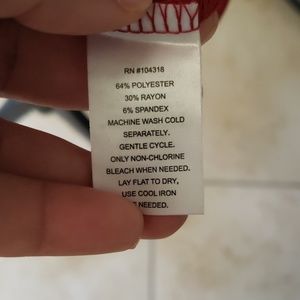 RN #104318
64% POLYESTER
30% RAYON
6% SPANDEX
MACHINE WASH COLD
SEPARATELY.
GENTLE CYCLE.
ONLY NON-CHLORINE
BLEACH WHEN NEEDED.
LAY FLAT TO DRY,
USE COOL IRON
NEEDED.